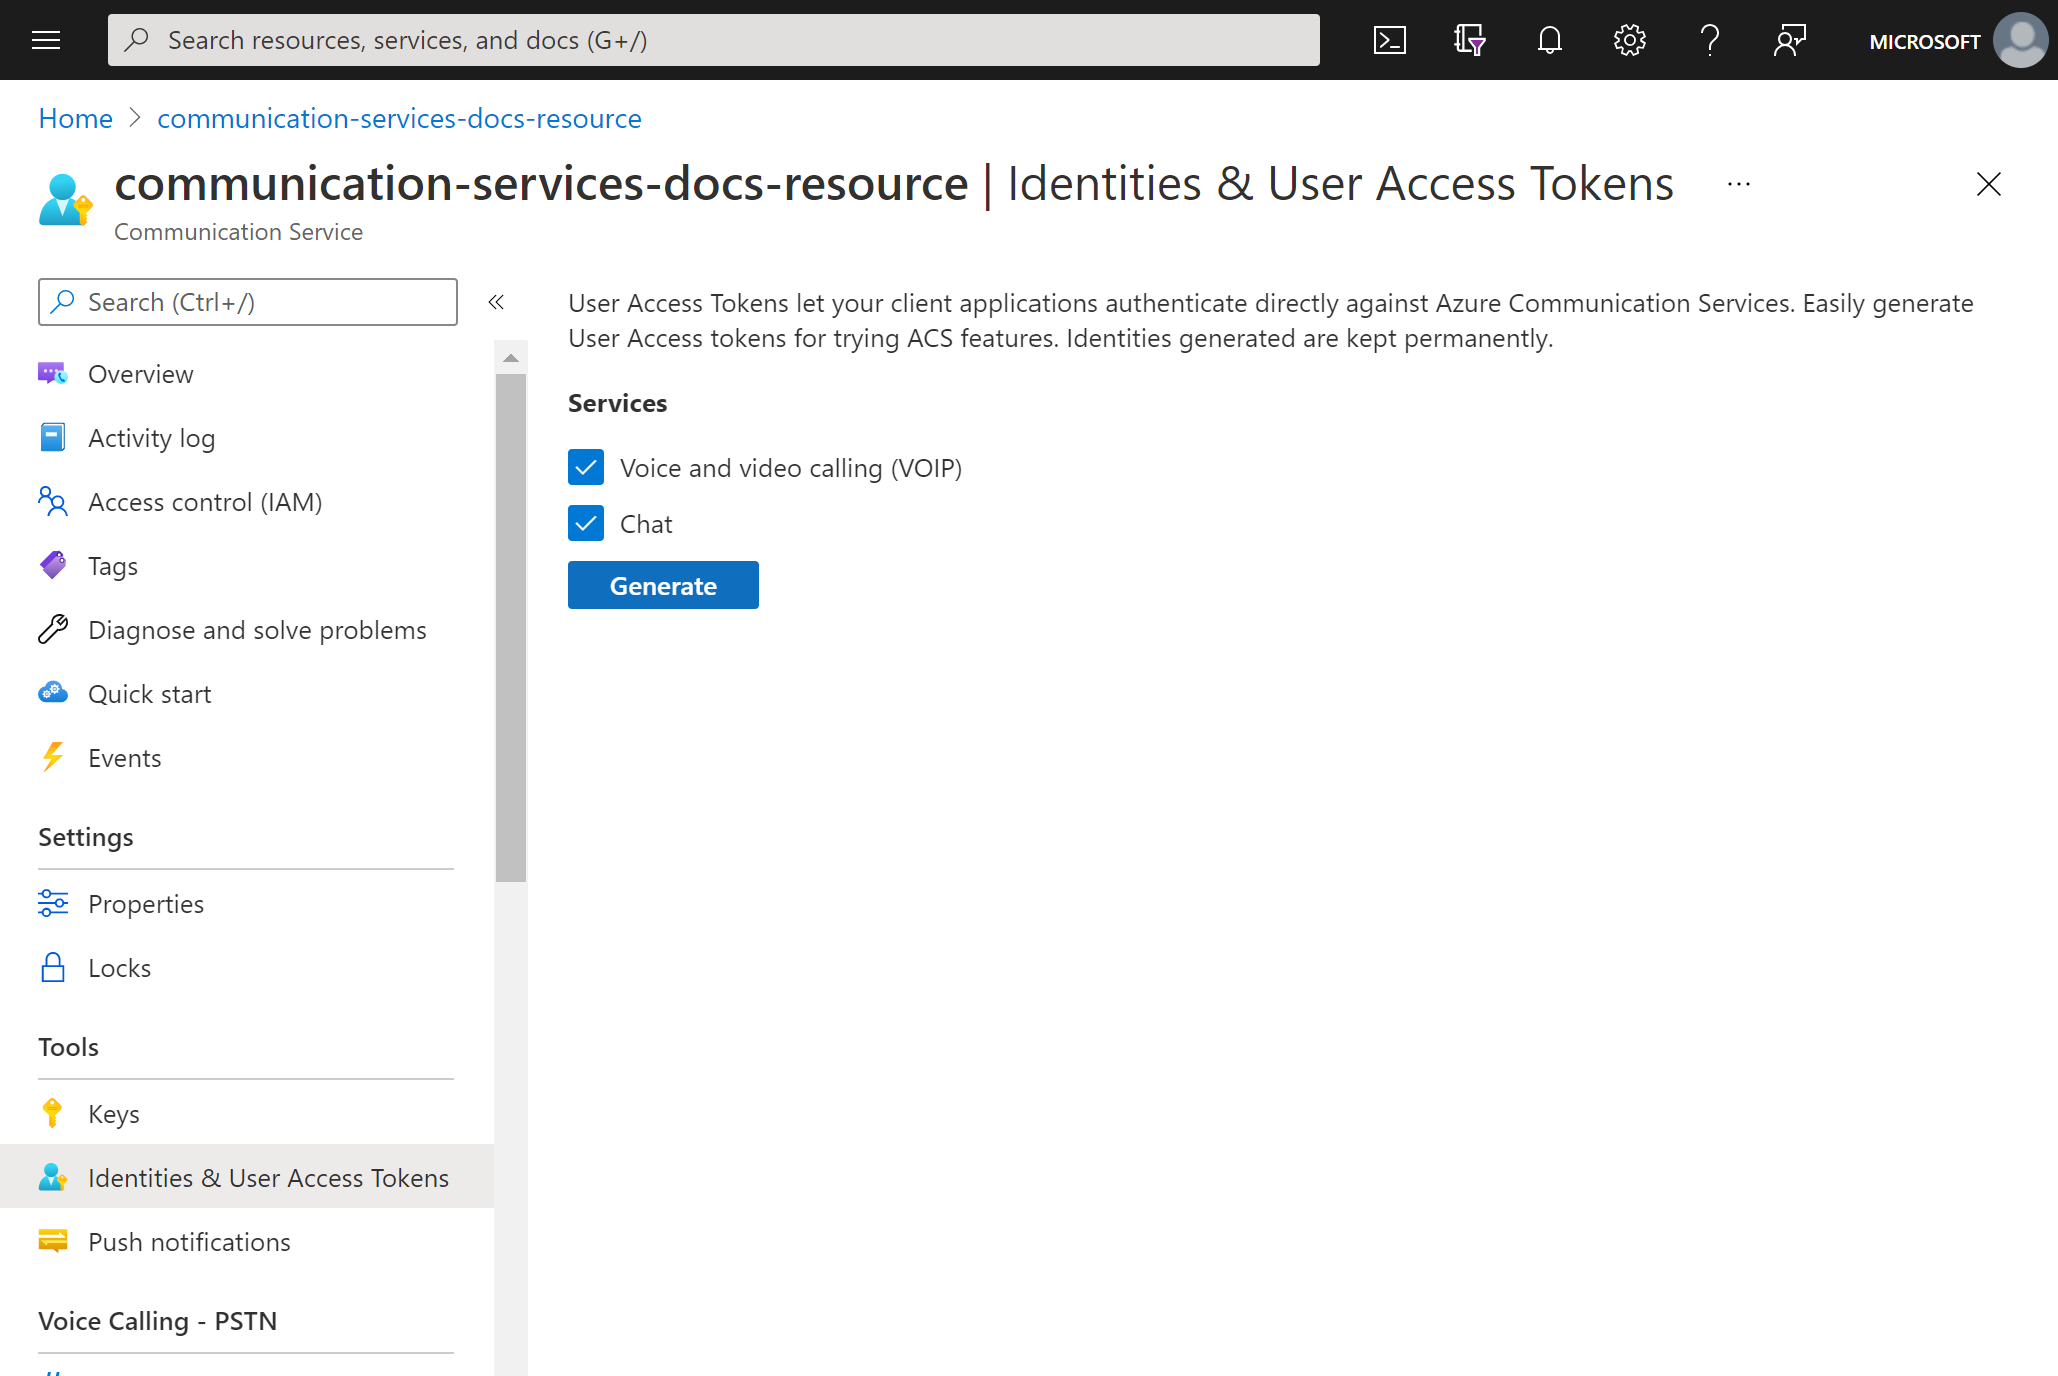 Search resources, services, and docs (G+/)
MICROSOFT
Home > communication-services-docs-resource
communication-services-docs-resource | Identities & User Access Tokens ...
Communication Service
Search (Ctrl+/)
Overview
Activity log
Access control (IAM)
Tags
Diagnose and solve problems
Quick start
Events
Settings
Properties
Locks
Tools
Keys
Identities & User Access Tokens
Push notifications
Voice Calling - PSTN
User Access Tokens let your client applications authenticate directly against Azure Communication Services. Easily generate
User Access tokens for trying ACS features. Identities generated are kept permanently.
Services
Voice and video calling (VOIP)
Chat
Generate